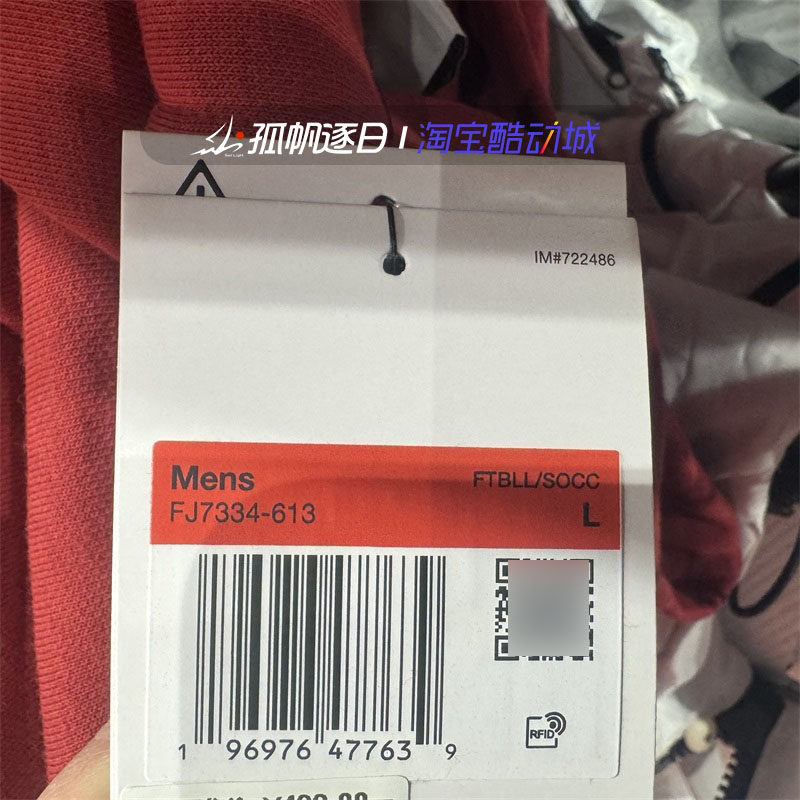 孤帆逐日 | 淘宝酷动城
IM#722486
Mens FTBLL/SOCC
FJ7334-613 L
RFID
1 96976 47763 9